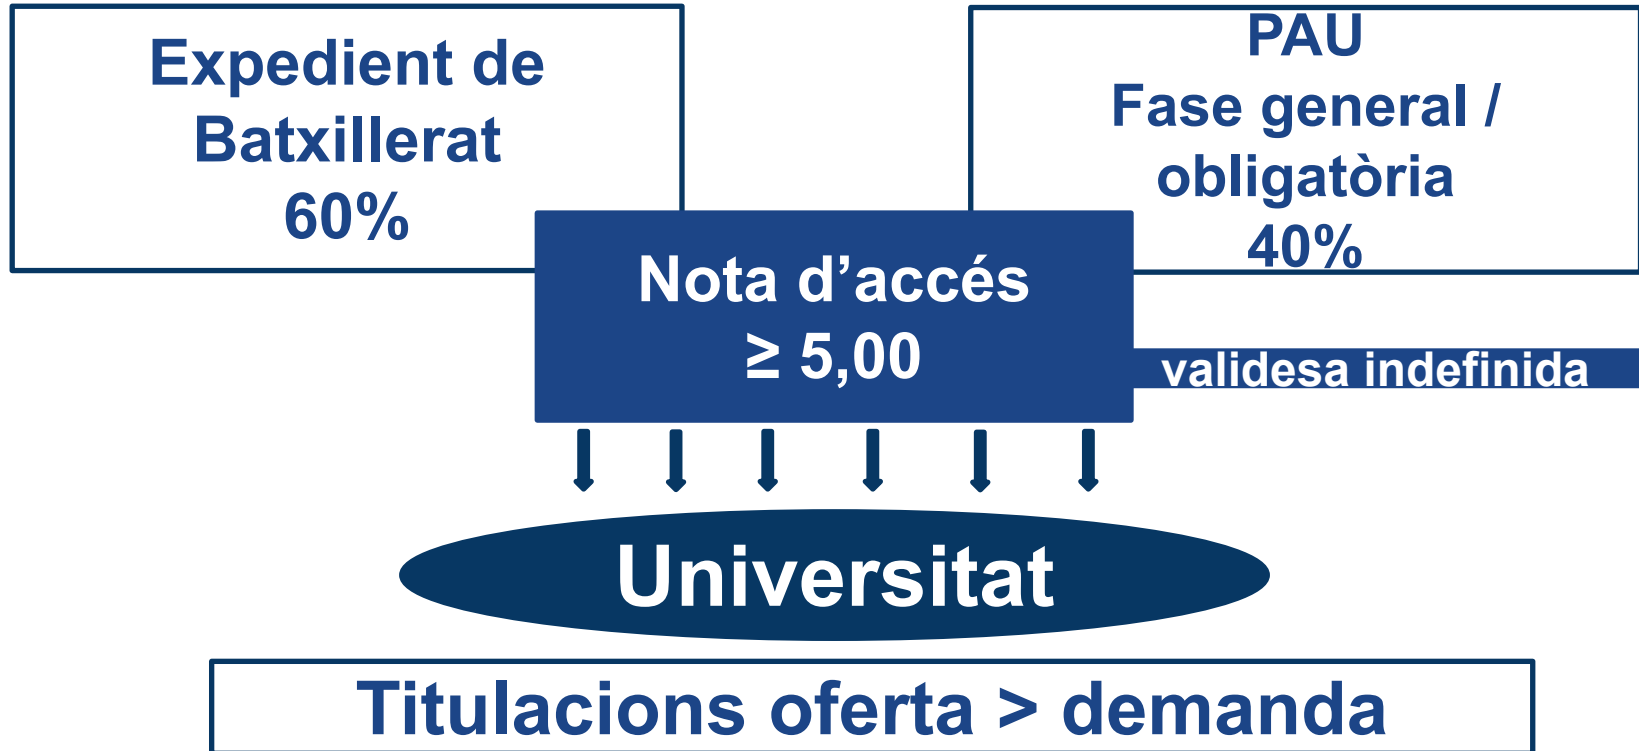 Expedient de
Batxillerat
60%
PAU
Fase general /
obligatòria
40%
Nota d’accés
≥ 5,00
validesa indefinida
Universitat
Titulacions oferta > demanda